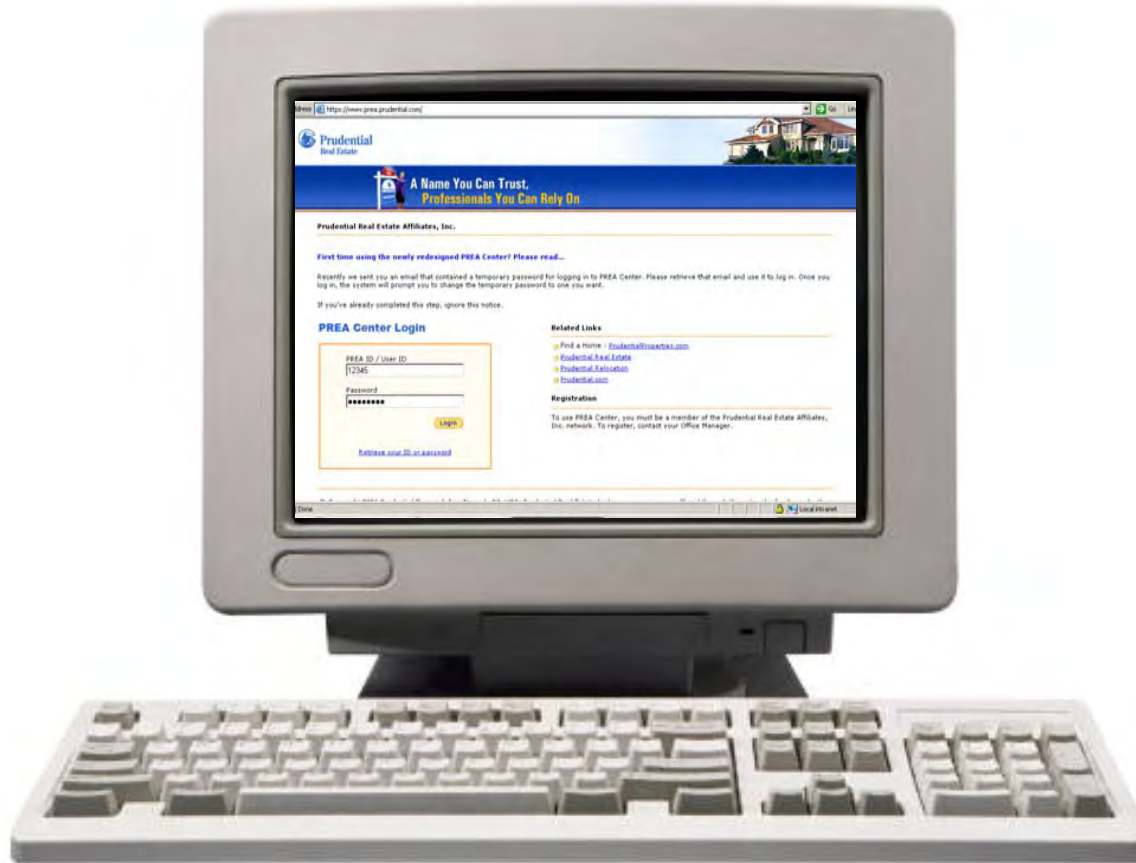 https://www.prea.prudential.com/
Go
Prudential
Real Estate
A Name You Can Trust,
Professionals You Can Rely On
Prudential Real Estate Affiliates, Inc.
First time using the newly redesigned PREA Center? Please read...
Recently we sent you an email that contained a temporary password for logging in to PREA Center. Please retrieve that email and use it to log in. Once you
log in, the system will prompt you to change the temporary password to one you want.
If you've already completed this step, ignore this notice.
PREA Center Login
PREA ID / User ID
12345
Password
••••••••
Login
Retrieve your ID or password
Related Links
Find a Home - PrudentialProperties.com
Prudential Real Estate
Prudential Relocation
Prudential.com
Registration
To use PREA Center, you must be a member of the Prudential Real Estate Affiliates,
Inc. network. To register, contact your Office Manager.
Done
Local intranet